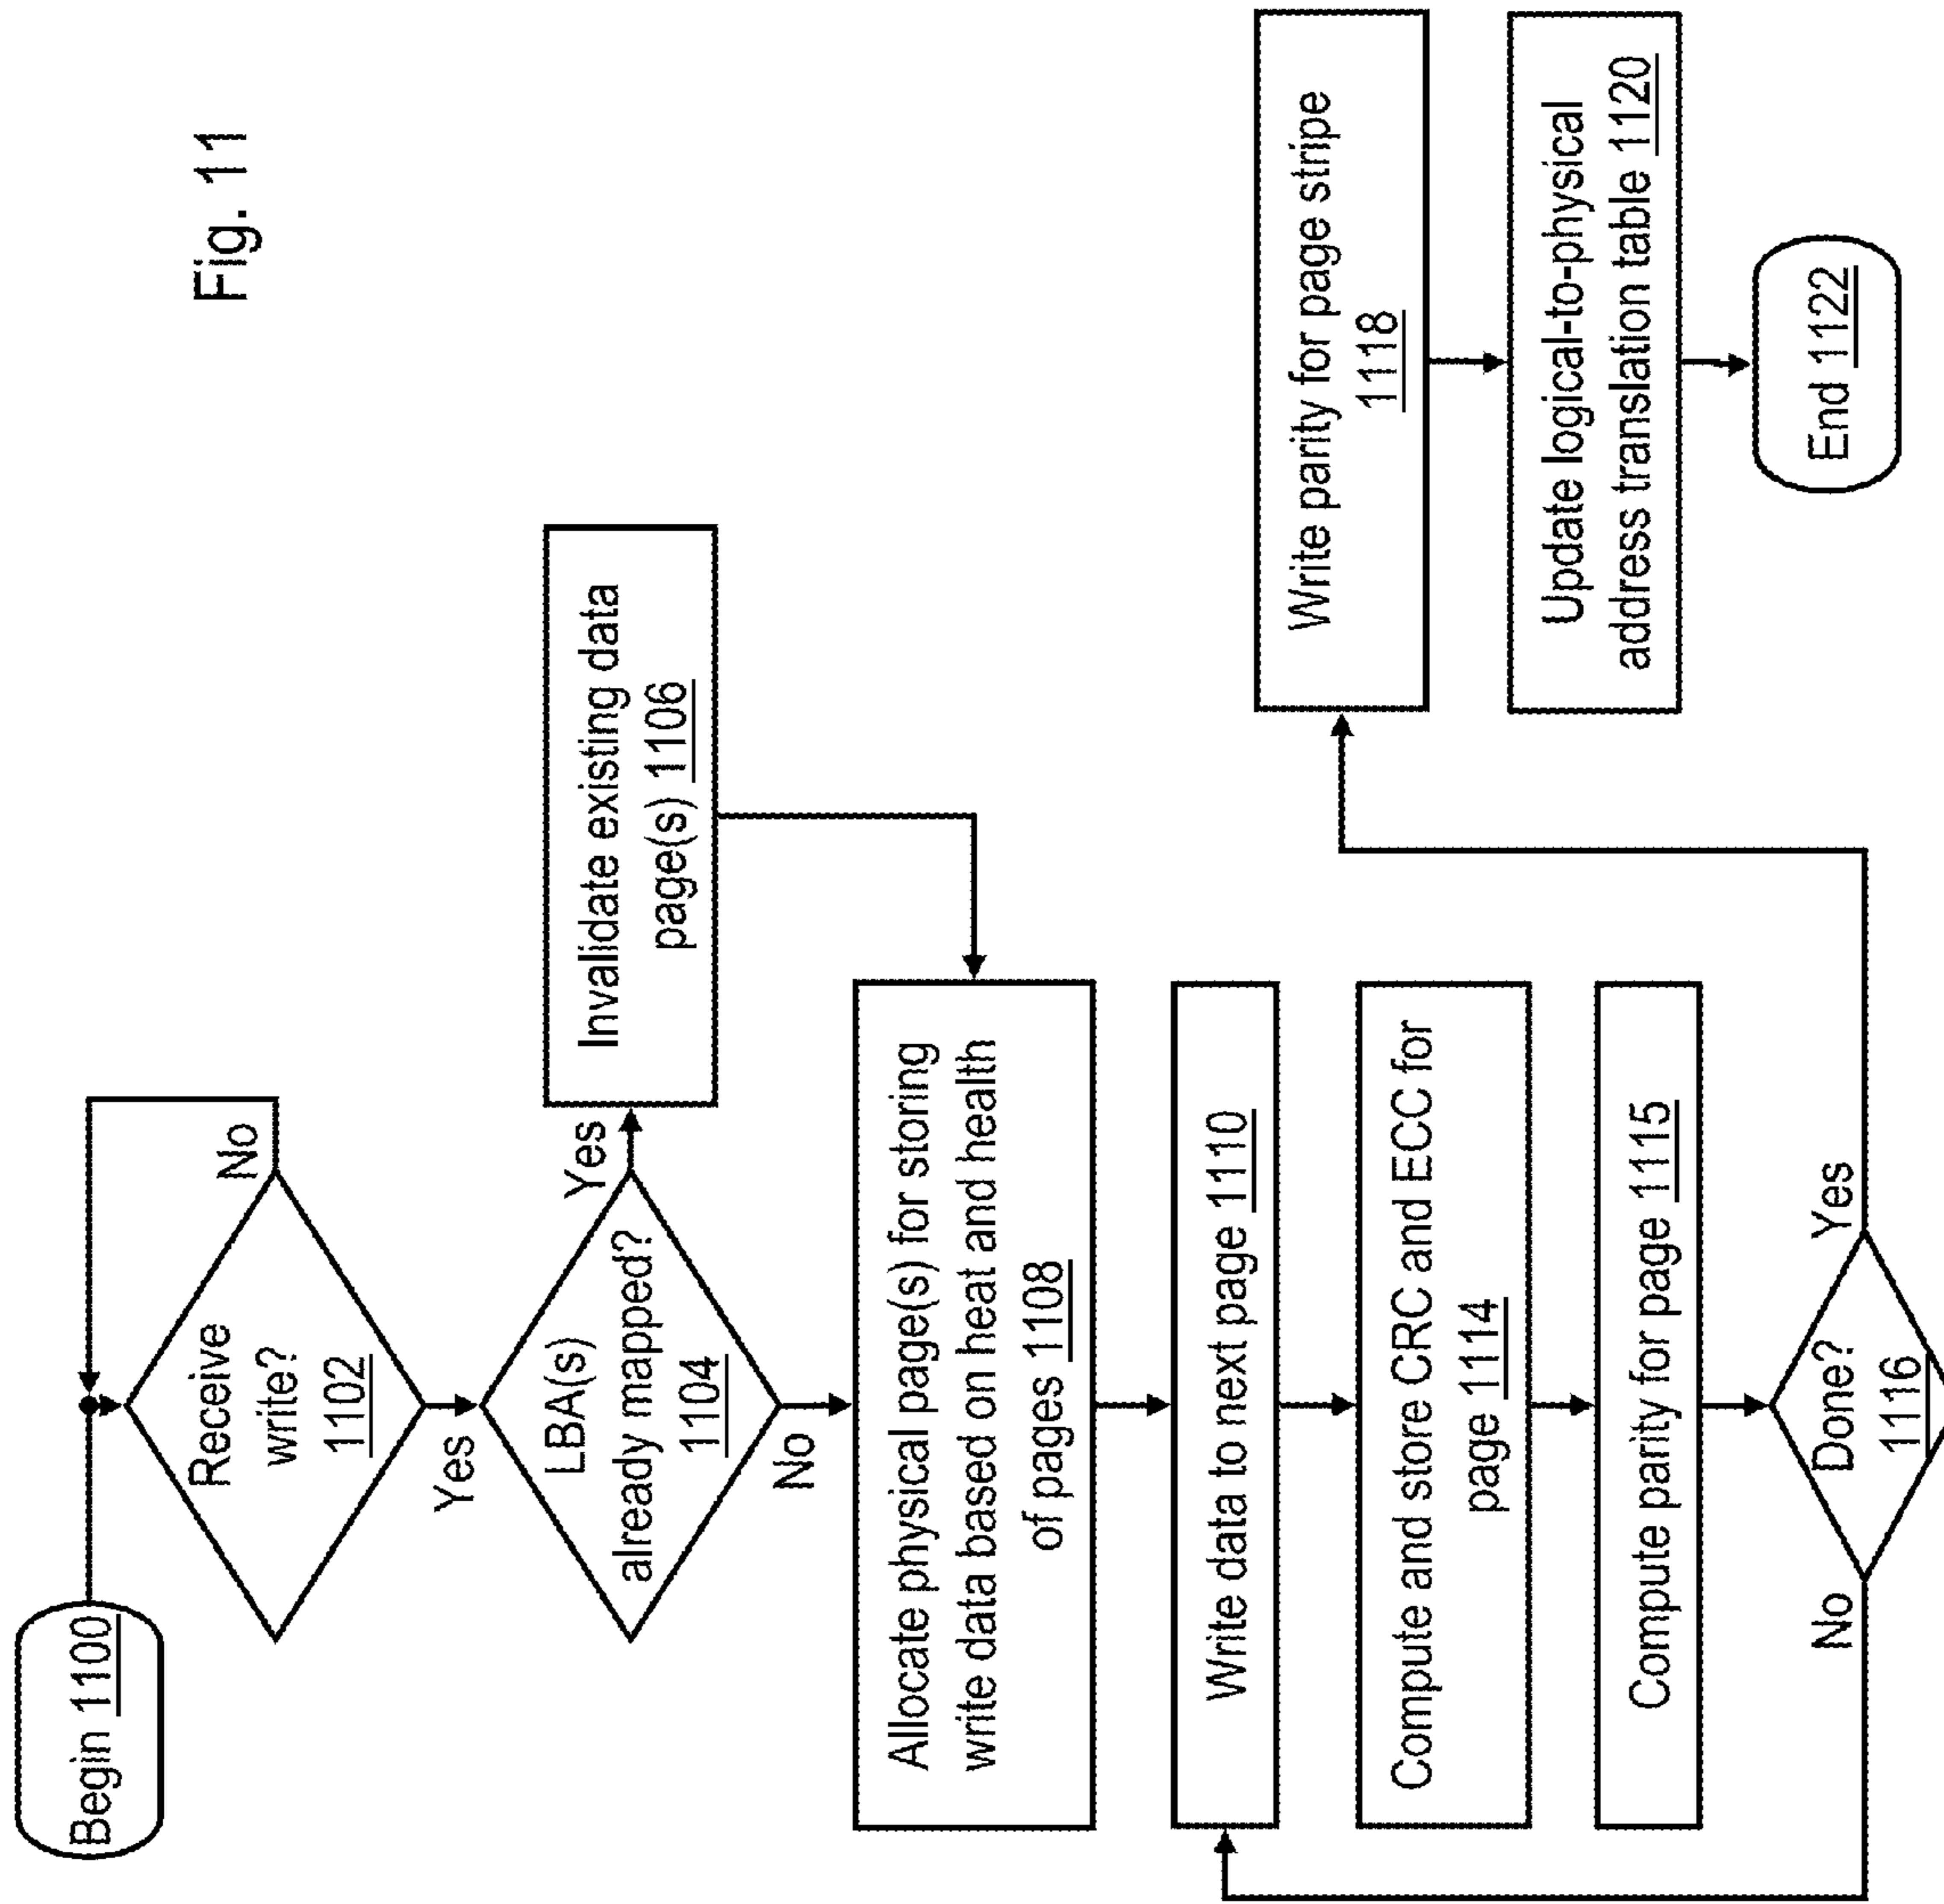 Fig. 11
Begin 1100
Receive
write?
1102
No
Yes
LBA(s)
already mapped?
1104
Yes
No
Invalidate existing data
page(s) 1106
Allocate physical page(s) for storing
write data based on heat and health
of pages 1108
Write data to next page 1110
Compute and store CRC and ECC for
page 1114
Compute parity for page 1115
Done?
1116
No
Yes
Write parity for page stripe
1118
Update logical-to-physical
address translation table 1120
End 1122